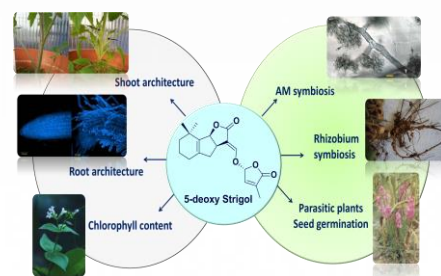 Shoot architecture
Root architecture
Chlorophyll content
O
O
O
O
O
5-deoxy Strigol
AM symbiosis
Rhizobium
symbiosis
Parasitic plants
Seed germination